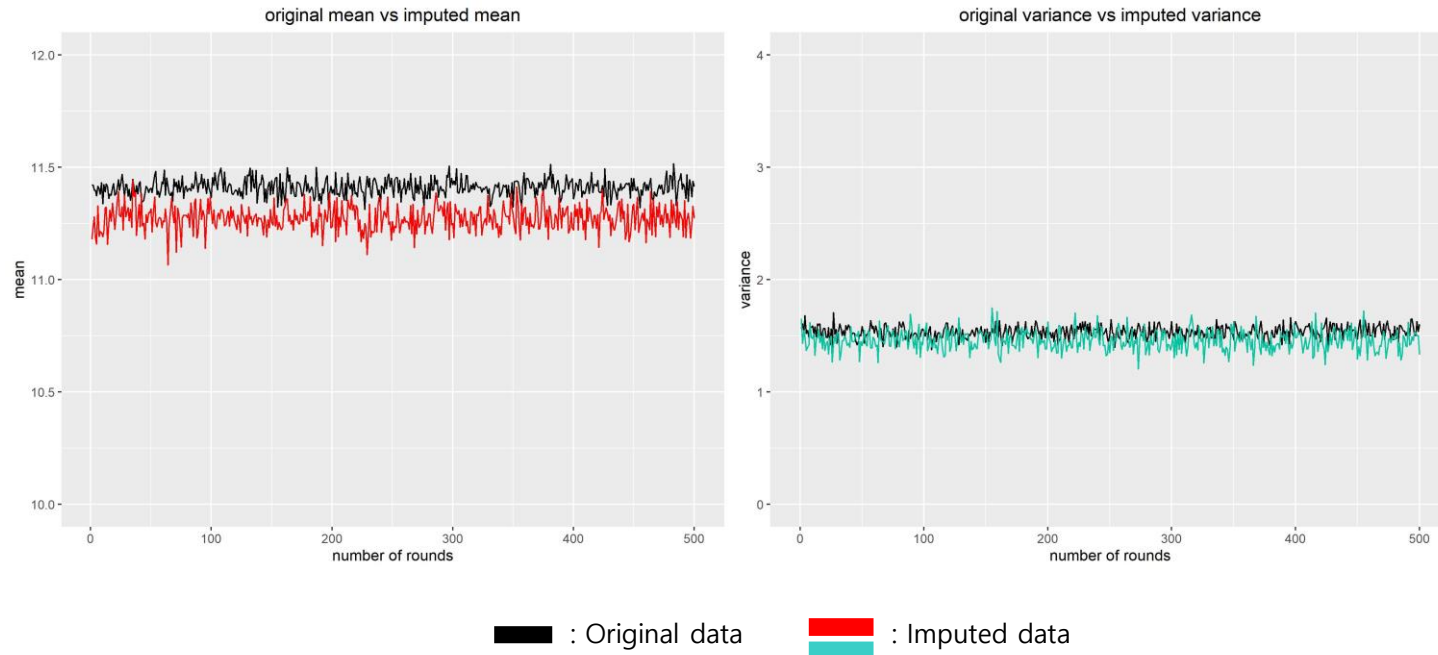 original mean vs imputed mean
12.0
11.5
11.0
10.5
10.0
mean
0 100 200 300 400 500
number of rounds
original variance vs imputed variance
4
3
2
1
0
variance
0 100 200 300 400 500
number of rounds
: Original data : Imputed data